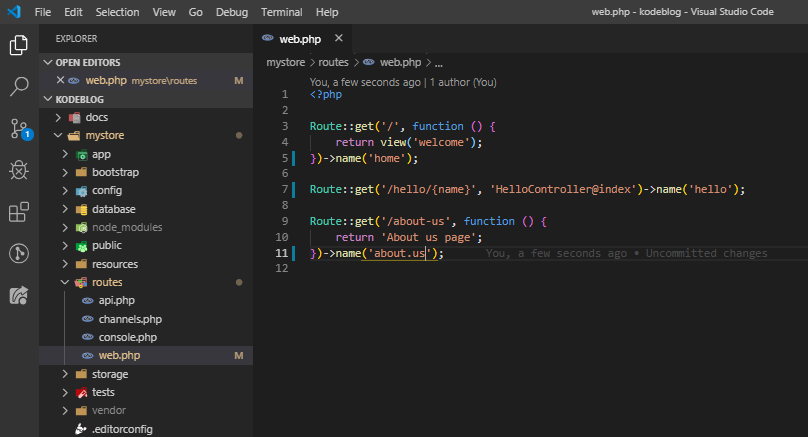 File Edit Selection View Go Debug Terminal Help web.php - kodeblog - Visual Studio Code
EXPLORER
OPEN EDITORS
web.php mystore\routes M
KODEBLOG
docs
mystore
app
bootstrap
config
database
node_modules
public
resources
routes
api.php
channels.php
console.php
web.php M
storage
tests
vendor
.editorconfig
1
web.php
mystore > routes > web.php > ...
You, a few seconds ago | 1 author (You)
1 <?php
2
3 Route::get('/', function () {
4     return view('welcome');
5 })->name('home');
6
7 Route::get('/hello/{name}', 'HelloController@index')->name('hello');
8
9 Route::get('/about-us', function () {
10     return 'About us page';
11 })->name('about.us'); You, a few seconds ago • Uncommitted changes
12